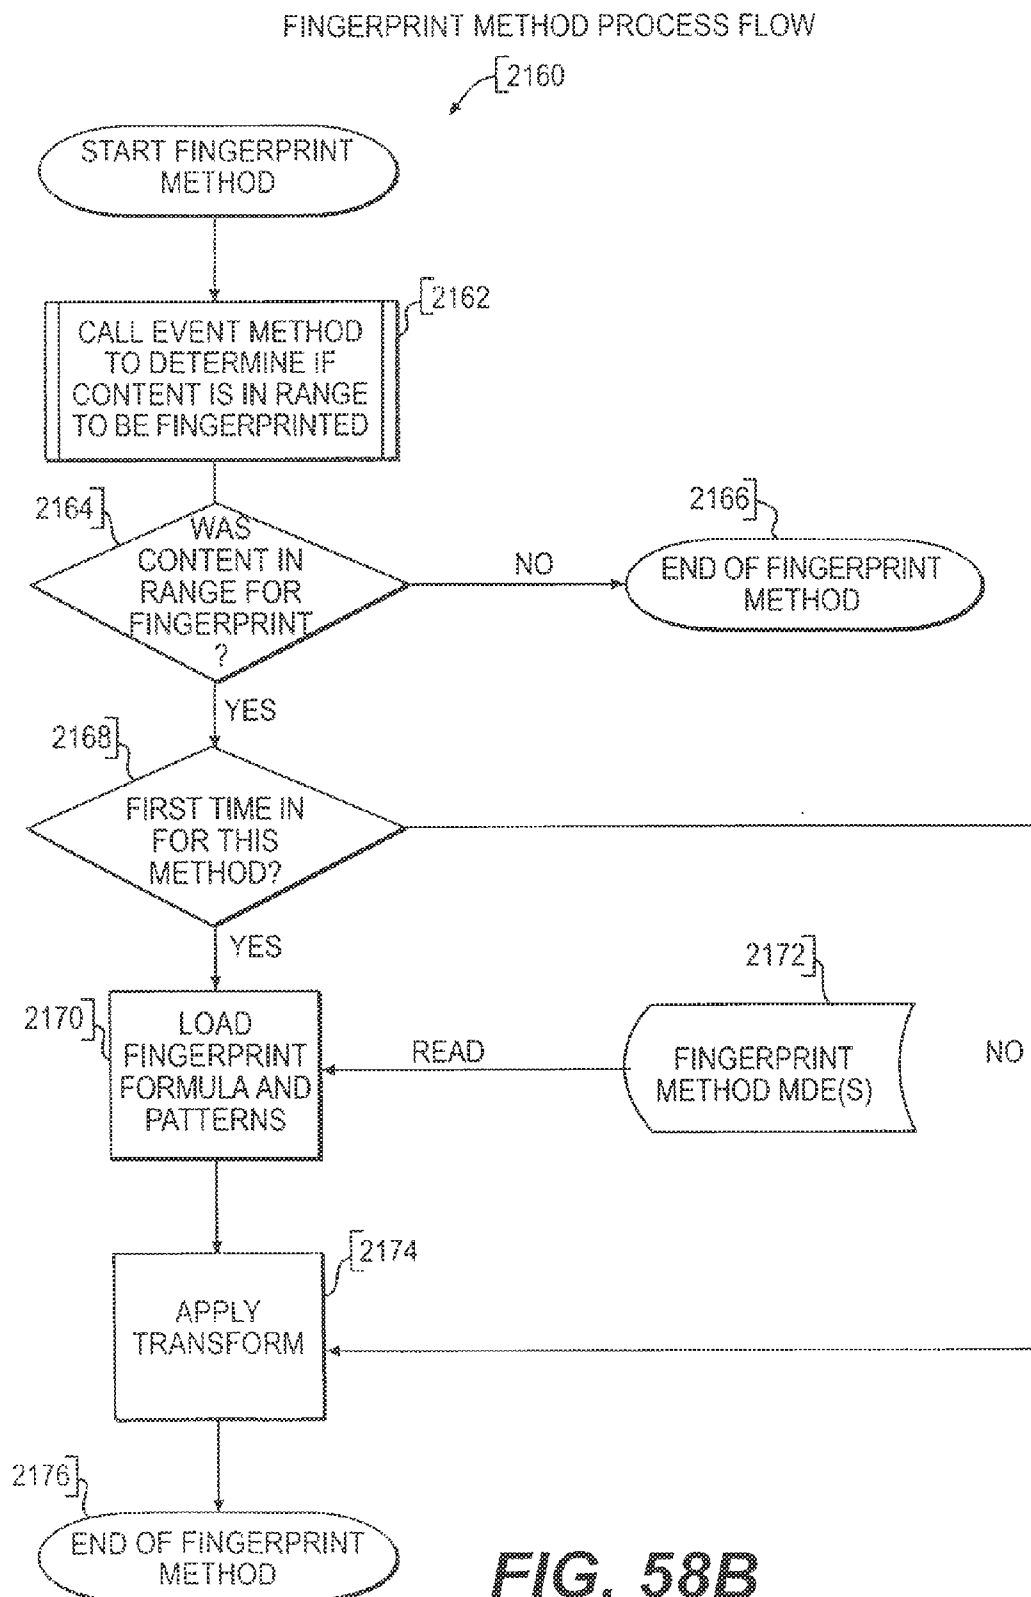 FINGERPRINT METHOD PROCESS FLOW
2160
START FINGERPRINT
METHOD
2162
CALL EVENT METHOD
TO DETERMINE IF
CONTENT IS IN RANGE
TO BE FINGERPRINTED
2164
WAS
CONTENT IN
RANGE FOR
FINGERPRINT
?
NO
2166
END OF FINGERPRINT
METHOD
YES
2168
FIRST TIME IN
FOR THIS
METHOD?
YES
2170
LOAD
FINGERPRINT
FORMULA AND
PATTERNS
READ
2172
FINGERPRINT
METHOD MDE(S)
NO
2174
APPLY
TRANSFORM
2176
END OF FINGERPRINT
METHOD
FIG. 58B